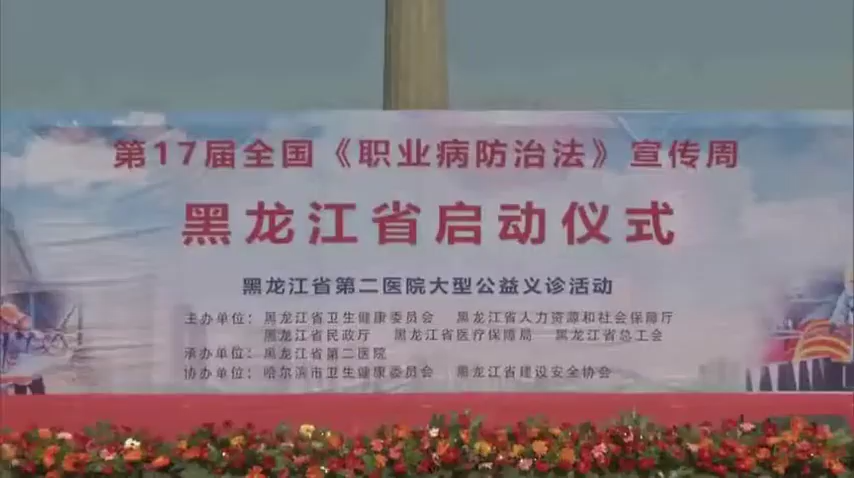 第17届全国《职业病防治法》宣传周
黑龙江省启动仪式
黑龙江省第二医院大型公益义诊活动
主办单位：黑龙江省卫生健康委员会 黑龙江省人力资源和社会保障厅
黑龙江省民政厅 黑龙江省医疗保障局 黑龙江省总工会
承办单位：黑龙江省第二医院
协办单位：哈尔滨市卫生健康委员会 黑龙江省建设安全协会